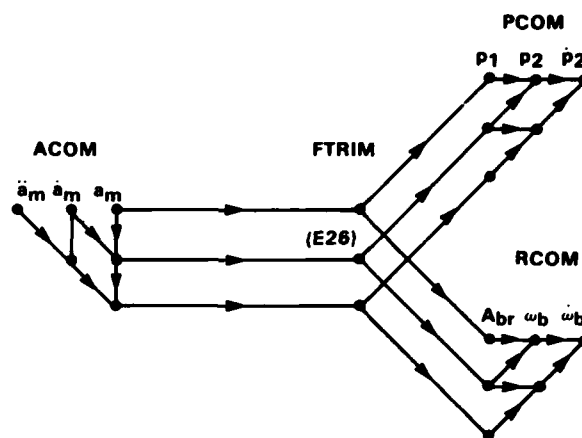 PCOM
p1 p2 ṗ2
ACOM
FTRIM
ä_m ȧ_m a_m
(E26)
RCOM
A_br ω_b ω̇_b